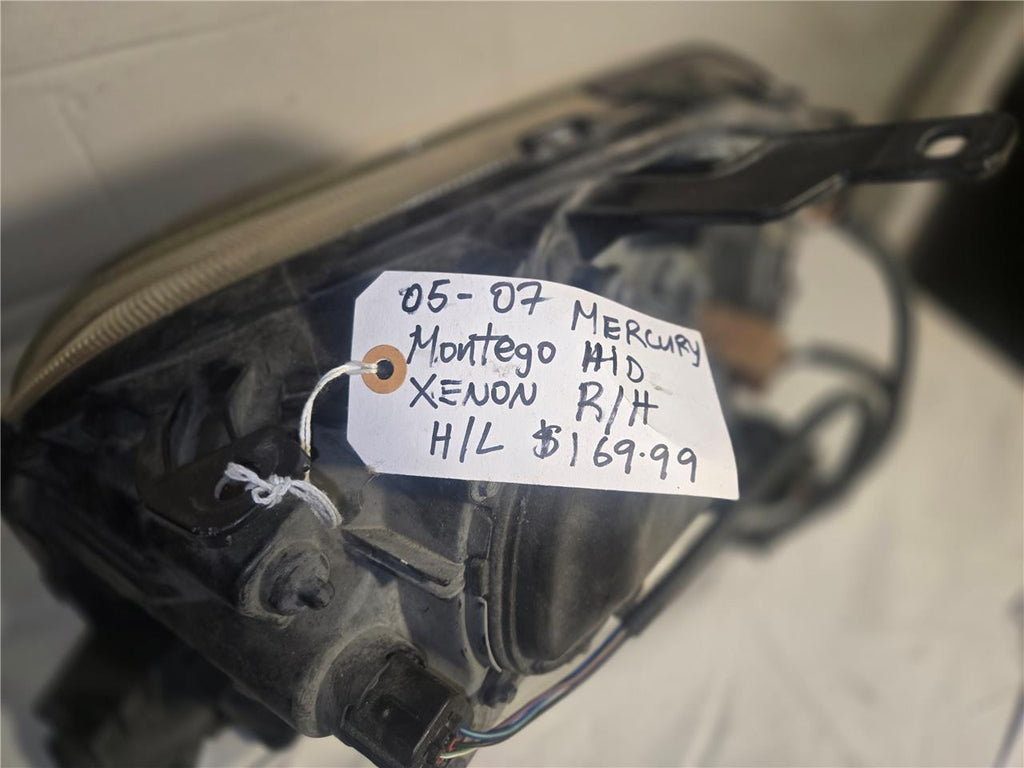 05-07 MERCURY
Montego HID
XENON R/H
H/L $169.99